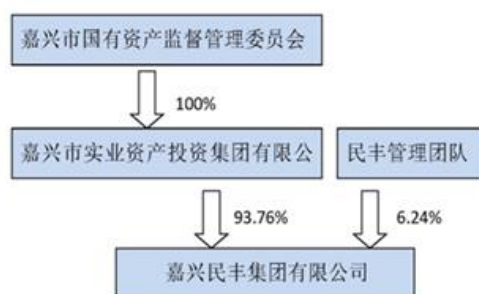 嘉兴市国有资产监督管理委员会
100%
嘉兴市实业资产投资集团有限公
民丰管理团队
93.76%
6.24%
嘉兴民丰集团有限公司